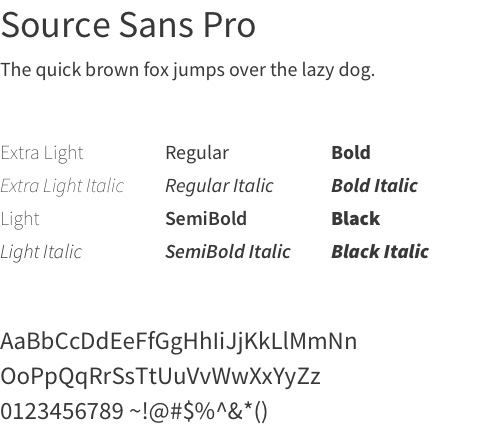 Source Sans Pro
The quick brown fox jumps over the lazy dog.
Extra Light Regular Bold
Extra Light Italic Regular Italic Bold Italic
Light SemiBold Black
Light Italic SemiBold Italic Black Italic
AaBbCcDdEeFfGgHhIiJjKkLlMmNn
OoPpQqRrSsTtUuVvWwXxYyZz
0123456789 ~!@#$%^&*()